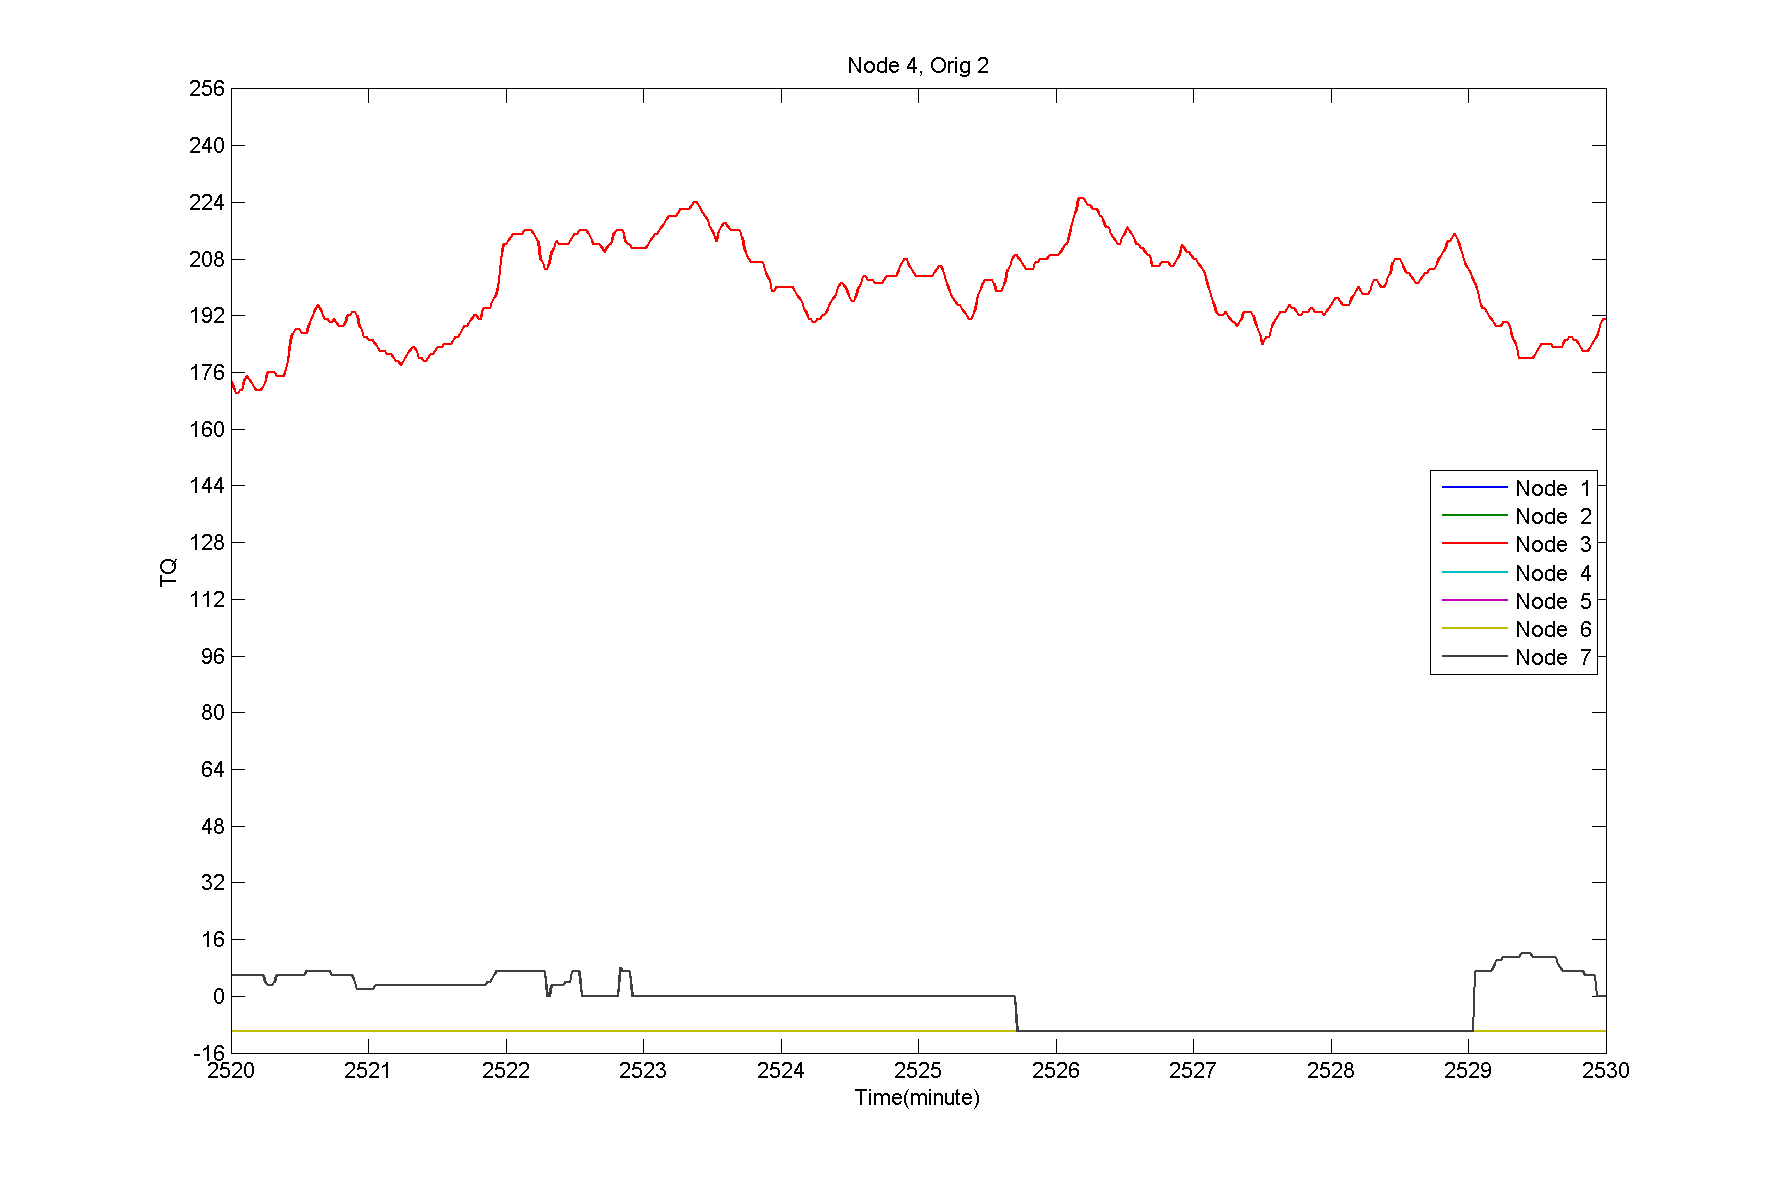 Node 4, Orig 2
256
240
224
208
192
176
160
144
128
112
96
80
64
48
32
16
0
-16
TQ
Node 1
Node 2
Node 3
Node 4
Node 5
Node 6
Node 7
2520 2521 2522 2523 2524 2525 2526 2527 2528 2529 2530
Time(minute)